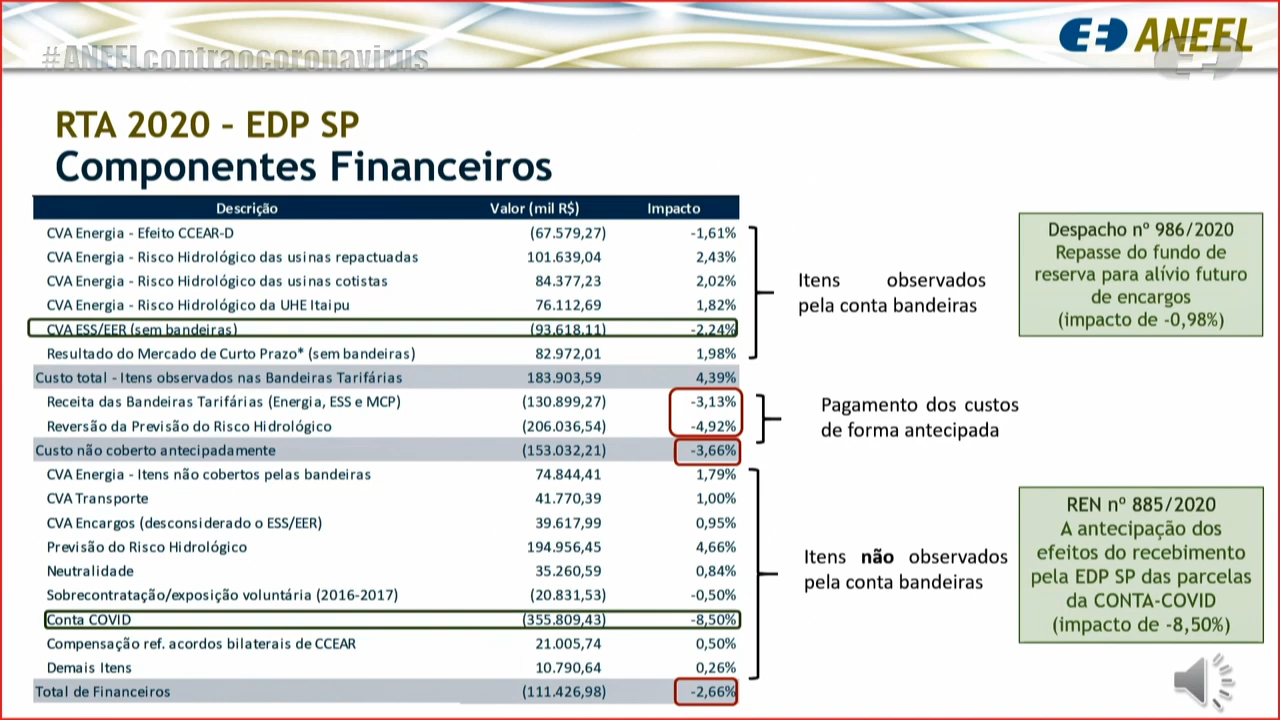 #ANEELcontraocoronavirus
ANEEL
RTA 2020 - EDP SP
Componentes Financeiros
Descrição Valor (mil R$) Impacto
CVA Energia - Efeito CCEAR-D (67.579,27) -1,61%
CVA Energia - Risco Hidrológico das usinas repactuadas 101.639,04 2,43%
CVA Energia - Risco Hidrológico das usinas cotistas 84.377,23 2,02%
CVA Energia - Risco Hidrológico da UHE Itaipu 76.112,69 1,82%
CVA ESS/EER (sem bandeiras) (93.618,11) -2,24%
Resultado do Mercado de Curto Prazo* (sem bandeiras) 82.972,01 1,98%
Custo total - Itens observados nas Bandeiras Tarifárias 183.903,59 4,39%
Receita das Bandeiras Tarifárias (Energia, ESS e MCP) (130.899,27) -3,13%
Reversão da Previsão do Risco Hidrológico (206.036,54) -4,92%
Custo não coberto antecipadamente (153.032,21) -3,66%
CVA Energia - Itens não cobertos pelas bandeiras 74.844,41 1,79%
CVA Transporte 41.770,39 1,00%
CVA Encargos (desconsiderado o ESS/EER) 39.617,99 0,95%
Previsão do Risco Hidrológico 194.956,45 4,66%
Neutralidade 35.260,59 0,84%
Sobrecontratação/exposição voluntária (2016-2017) (20.831,53) -0,50%
Conta COVID (355.809,43) -8,50%
Compensação ref. acordos bilaterais de CCEAR 21.005,74 0,50%
Demais Itens 10.790,64 0,26%
Total de Financeiros (111.426,98) -2,66%
Itens observados
pela conta bandeiras
Pagamento dos custos
de forma antecipada
Itens não observados
pela conta bandeiras
Despacho nº 986/2020
Repasse do fundo de
reserva para alívio futuro
de encargos
(impacto de -0,98%)
REN nº 885/2020
A antecipação dos
efeitos do recebimento
pela EDP SP das parcelas
da CONTA-COVID
(impacto de -8,50%)